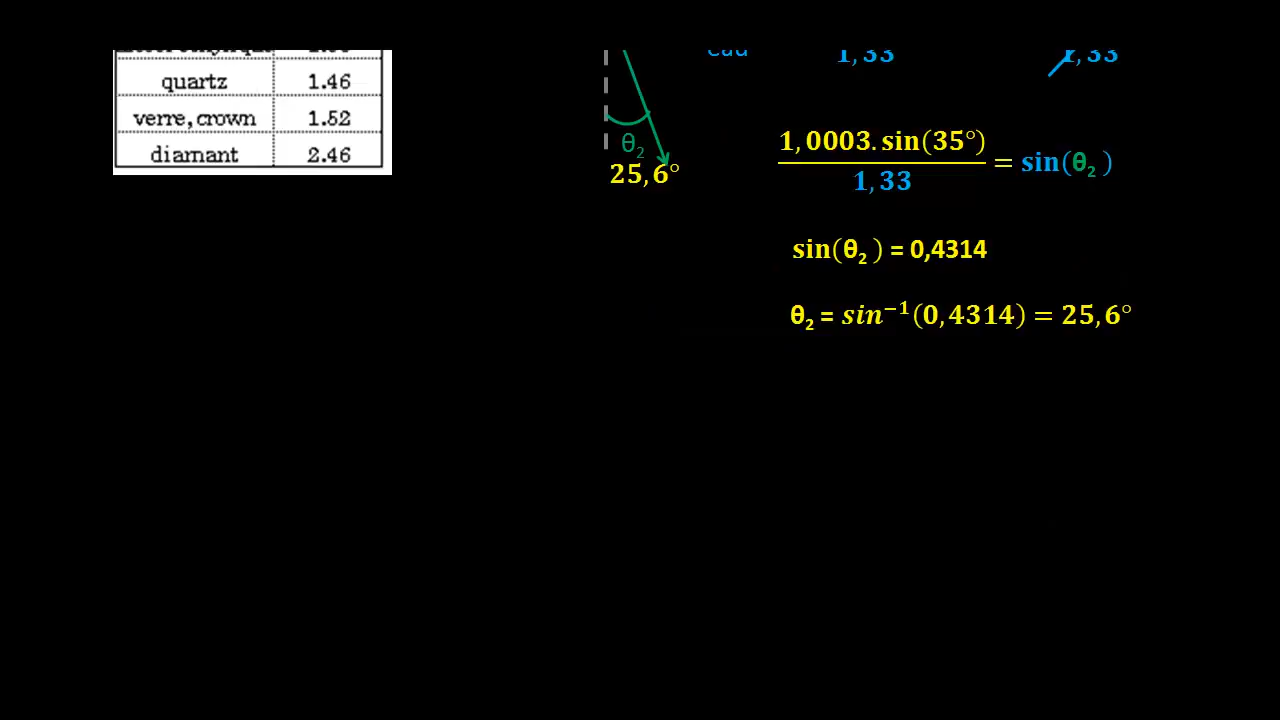 quartz 1.46
verre,crown 1.52
diamant 2.46
1,33
1,33
θ₂
25,6°
1,0003.sin(35°)
1,33
= sin(θ₂)
sin(θ₂) = 0,4314
θ₂ = sin⁻¹(0,4314) = 25,6°